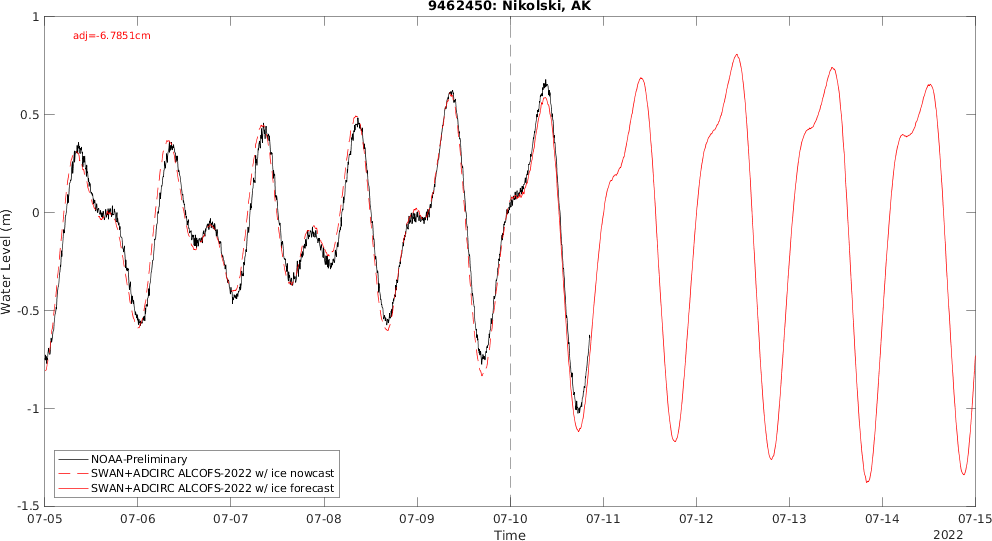 9462450: Nikolski, AK
adj=-6.7851cm
1
0.5
0
-0.5
-1
-1.5
Water Level (m)
NOAA-Preliminary
SWAN+ADCIRC ALCOFS-2022 w/ ice nowcast
SWAN+ADCIRC ALCOFS-2022 w/ ice forecast
07-05 07-06 07-07 07-08 07-09 07-10 07-11 07-12 07-13 07-14 07-15
Time
2022